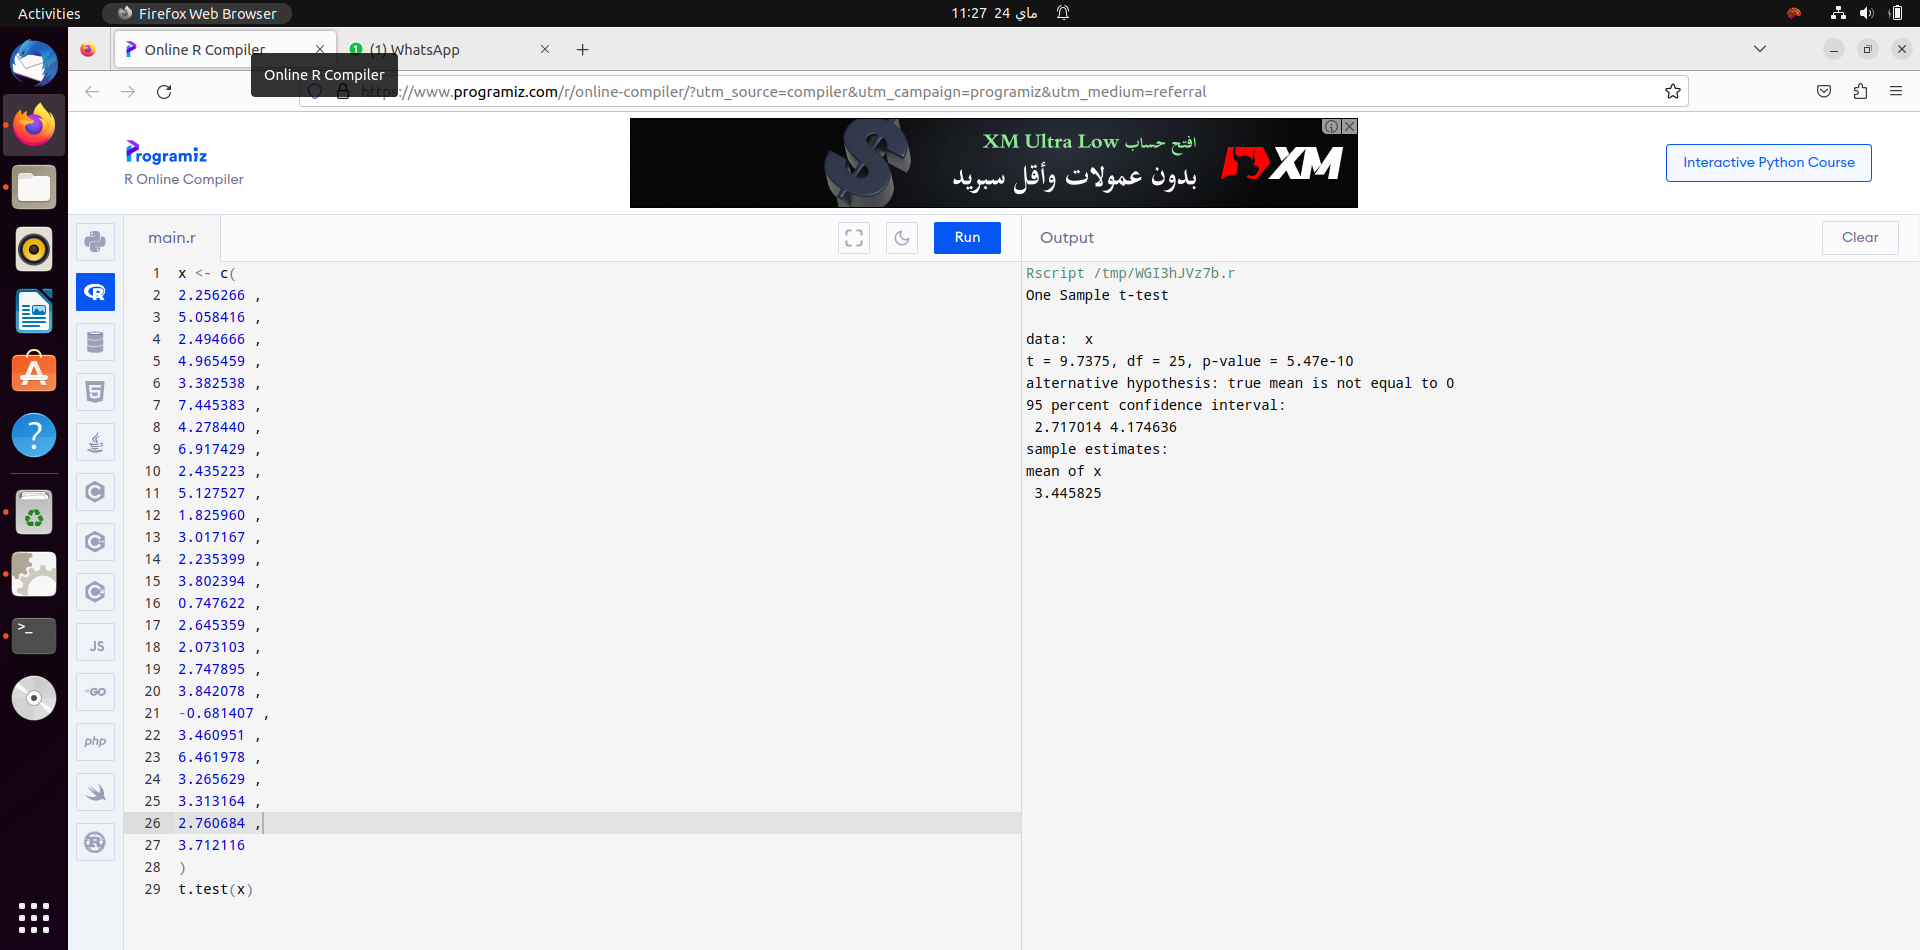 Activities
Firefox Web Browser
11:27 24 ماي
Online R Compiler
(1) WhatsApp
Online R Compiler
https://www.programiz.com/r/online-compiler/?utm_source=compiler&utm_campaign=programiz&utm_medium=referral
Programiz
R Online Compiler
افتح حساب XM Ultra Low
بدون عمولات وأقل سبريد
XM
Interactive Python Course
main.r
Run
Output
Clear
JS
GO
php
1 x <- c(
2 2.256266 ,
3 5.058416 ,
4 2.494666 ,
5 4.965459 ,
6 3.382538 ,
7 7.445383 ,
8 4.278440 ,
9 6.917429 ,
10 2.435223 ,
11 5.127527 ,
12 1.825960 ,
13 3.017167 ,
14 2.235399 ,
15 3.802394 ,
16 0.747622 ,
17 2.645359 ,
18 2.073103 ,
19 2.747895 ,
20 3.842078 ,
21 -0.681407 ,
22 3.460951 ,
23 6.461978 ,
24 3.265629 ,
25 3.313164 ,
26 2.760684 ,
27 3.712116
28 )
29 t.test(x)
Rscript /tmp/WGI3hJVz7b.r
One Sample t-test
data: x
t = 9.7375, df = 25, p-value = 5.47e-10
alternative hypothesis: true mean is not equal to 0
95 percent confidence interval:
2.717014 4.174636
sample estimates:
mean of x
3.445825